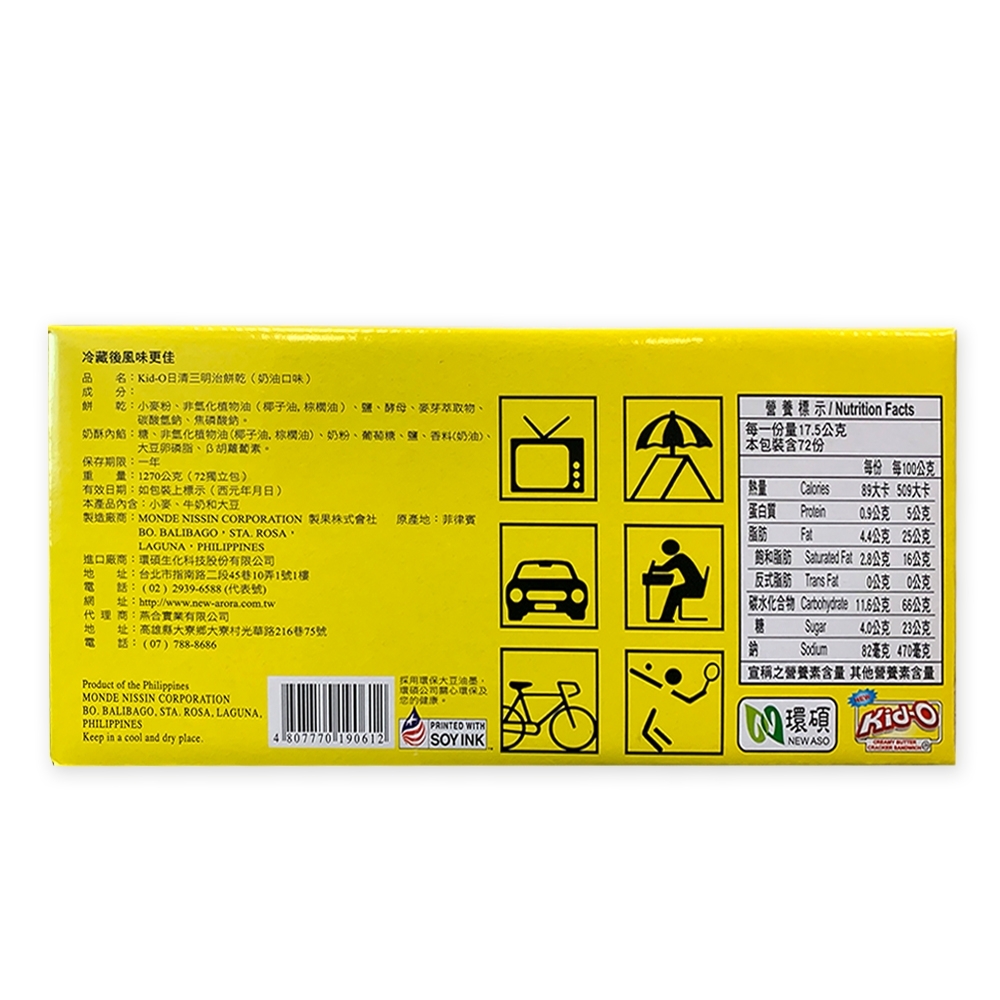 冷藏後風味更佳
品 名：Kid-O日清三明治餅乾（奶油口味）
成 分：
餅 乾：小麥粉、非氫化植物油（椰子油, 棕櫚油）、鹽、酵母、麥芽萃取物、
碳酸氫鈉、焦磷酸鈉。
奶酥內餡：糖、非氫化植物油(椰子油, 棕櫚油)、奶粉、葡萄糖、鹽、香料(奶油)、
大豆卵磷脂、β胡蘿蔔素。
保存期限：一年
重 量：1270公克（72獨立包）
有效日期：如包裝上標示（西元年月日）
本產品內含：小麥、牛奶和大豆
製造廠商：MONDE NISSIN CORPORATION 製果株式會社 原產地：菲律賓
BO. BALIBAGO，STA. ROSA，
LAGUNA，PHILIPPINES
進口廠商：環碩生化科技股份有限公司
地 址：台北市指南路二段45巷10弄1號1樓
電 話：( 02 ) 2939-6588 (代表號)
網 址：http://www.new-arora.com.tw
代 理 商：燕合實業有限公司
地 址：高雄縣大寮鄉大寮村光華路216巷75號
電 話：( 07 ) 788-8686
Product of the Philippines
MONDE NISSIN CORPORATION
BO. BALIBAGO, STA. ROSA, LAGUNA,
PHILIPPINES
Keep in a cool and dry place.
4 807770 190612
採用環保大豆油墨，
環碩公司關心環保及
您的健康。
PRINTED WITH
SOY INK
營 養 標 示 / Nutrition Facts
每一份量17.5公克
本包裝含72份
每份 每100公克
熱量 Calories 89大卡 509大卡
蛋白質 Protein 0.9公克 5公克
脂肪 Fat 4.4公克 25公克
飽和脂肪 Saturated Fat 2.8公克 16公克
反式脂肪 Trans Fat 0公克 0公克
碳水化合物 Carbohydrate 11.6公克 66公克
糖 Sugar 4.0公克 23公克
鈉 Sodium 82毫克 470毫克
宣稱之營養素含量 其他營養素含量
環碩
NEW ASO
NEW
Kid-O
CREAMY BUTTER
CRACKER SANDWICH